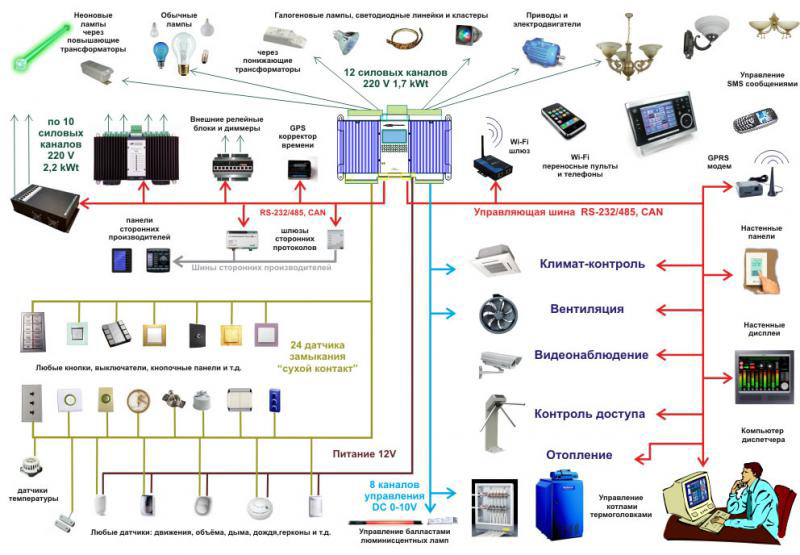 Неоновые
лампы
через
повышающие
трансформаторы
Обычные
лампы
Галогеновые лампы, светодиодные линейки и кластеры
через
понижающие
трансформаторы
Приводы и
электродвигатели
12 силовых каналов
220 V 1,7 kWt
Управление
SMS сообщениями
по 10
силовых
каналов
220 V
2,2 kWt
Внешние релейные
блоки и диммеры
GPS
корректор
времени
Wi-Fi
шлюз
Wi-Fi
переносные пульты
и телефоны
GPRS
модем
RS-232/485, CAN
Управляющая шина RS-232/485, CAN
панели
сторонних
производителей
шлюзы
сторонних
протоколов
Шины сторонних производителей
Настенные
панели
Климат-контроль
Вентиляция
Настенные
дисплеи
24 датчика
замыкания
“сухой контакт”
Видеонаблюдение
Любые кнопки, выключатели, кнопочные панели и т.д.
Контроль доступа
Компьютер
диспетчера
Питание 12V
Отопление
датчики
температуры
8 каналов
управления
DC 0-10V
Управление
котлами
термоголовками
Любые датчики: движения, объёма, дыма, дождя,герконы и т.д.
Управление балластами
люминисцентных ламп